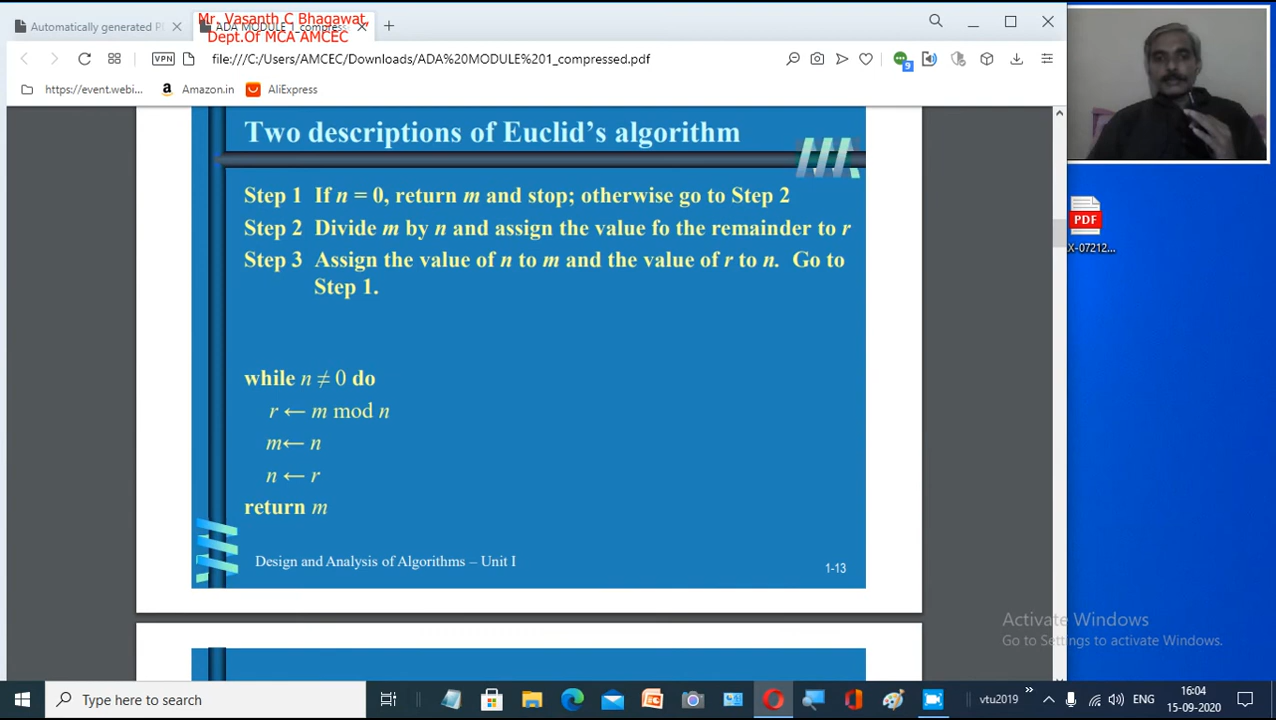 Automatically generated P
ADA MODULE 1_compress
Mr. Vasanth C Bhagawat,
Dept.Of MCA AMCEC
VPN
file:///C:/Users/AMCEC/Downloads/ADA%20MODULE%201_compressed.pdf
9
https://event.webi...
Amazon.in
AliExpress
Two descriptions of Euclid's algorithm
Step 1 If n = 0, return m and stop; otherwise go to Step 2
Step 2 Divide m by n and assign the value fo the remainder to r
Step 3 Assign the value of n to m and the value of r to n. Go to
Step 1.
while n ≠ 0 do
r ← m mod n
m← n
n ← r
return m
Design and Analysis of Algorithms – Unit I
1-13
PDF
X-07212...
Activate Windows
Go to Settings to activate Windows.
Type here to search
vtu2019
ENG
16:04
15-09-2020